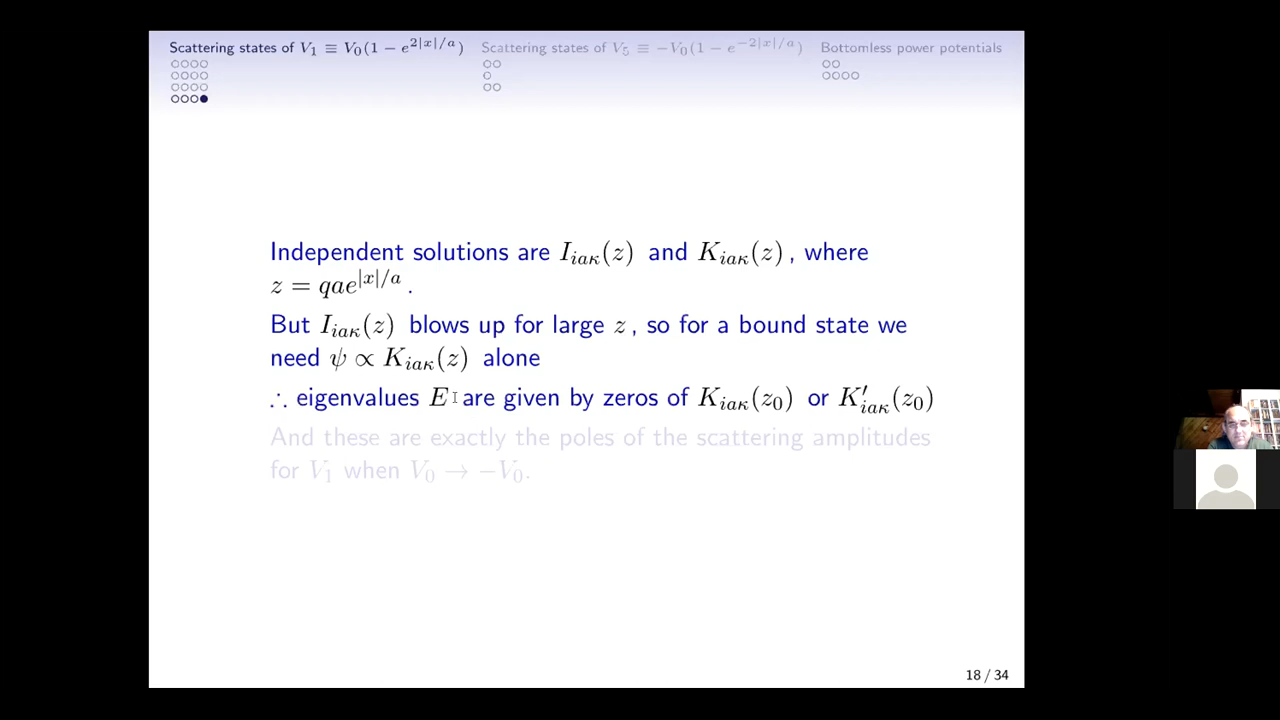 Scattering states of V₁ ≡ V₀(1 − e^{2|x|/a}) Scattering states of V₅ ≡ −V₀(1 − e^{−2|x|/a}) Bottomless power potentials
Independent solutions are I_{iaκ}(z) and K_{iaκ}(z), where
z = qae^{|x|/a}.
But I_{iaκ}(z) blows up for large z, so for a bound state we
need ψ ∝ K_{iaκ}(z) alone
∴ eigenvalues E are given by zeros of K_{iaκ}(z₀) or K′_{iaκ}(z₀)
And these are exactly the poles of the scattering amplitudes
for V₁ when V₀ → −V₀.
18 / 34